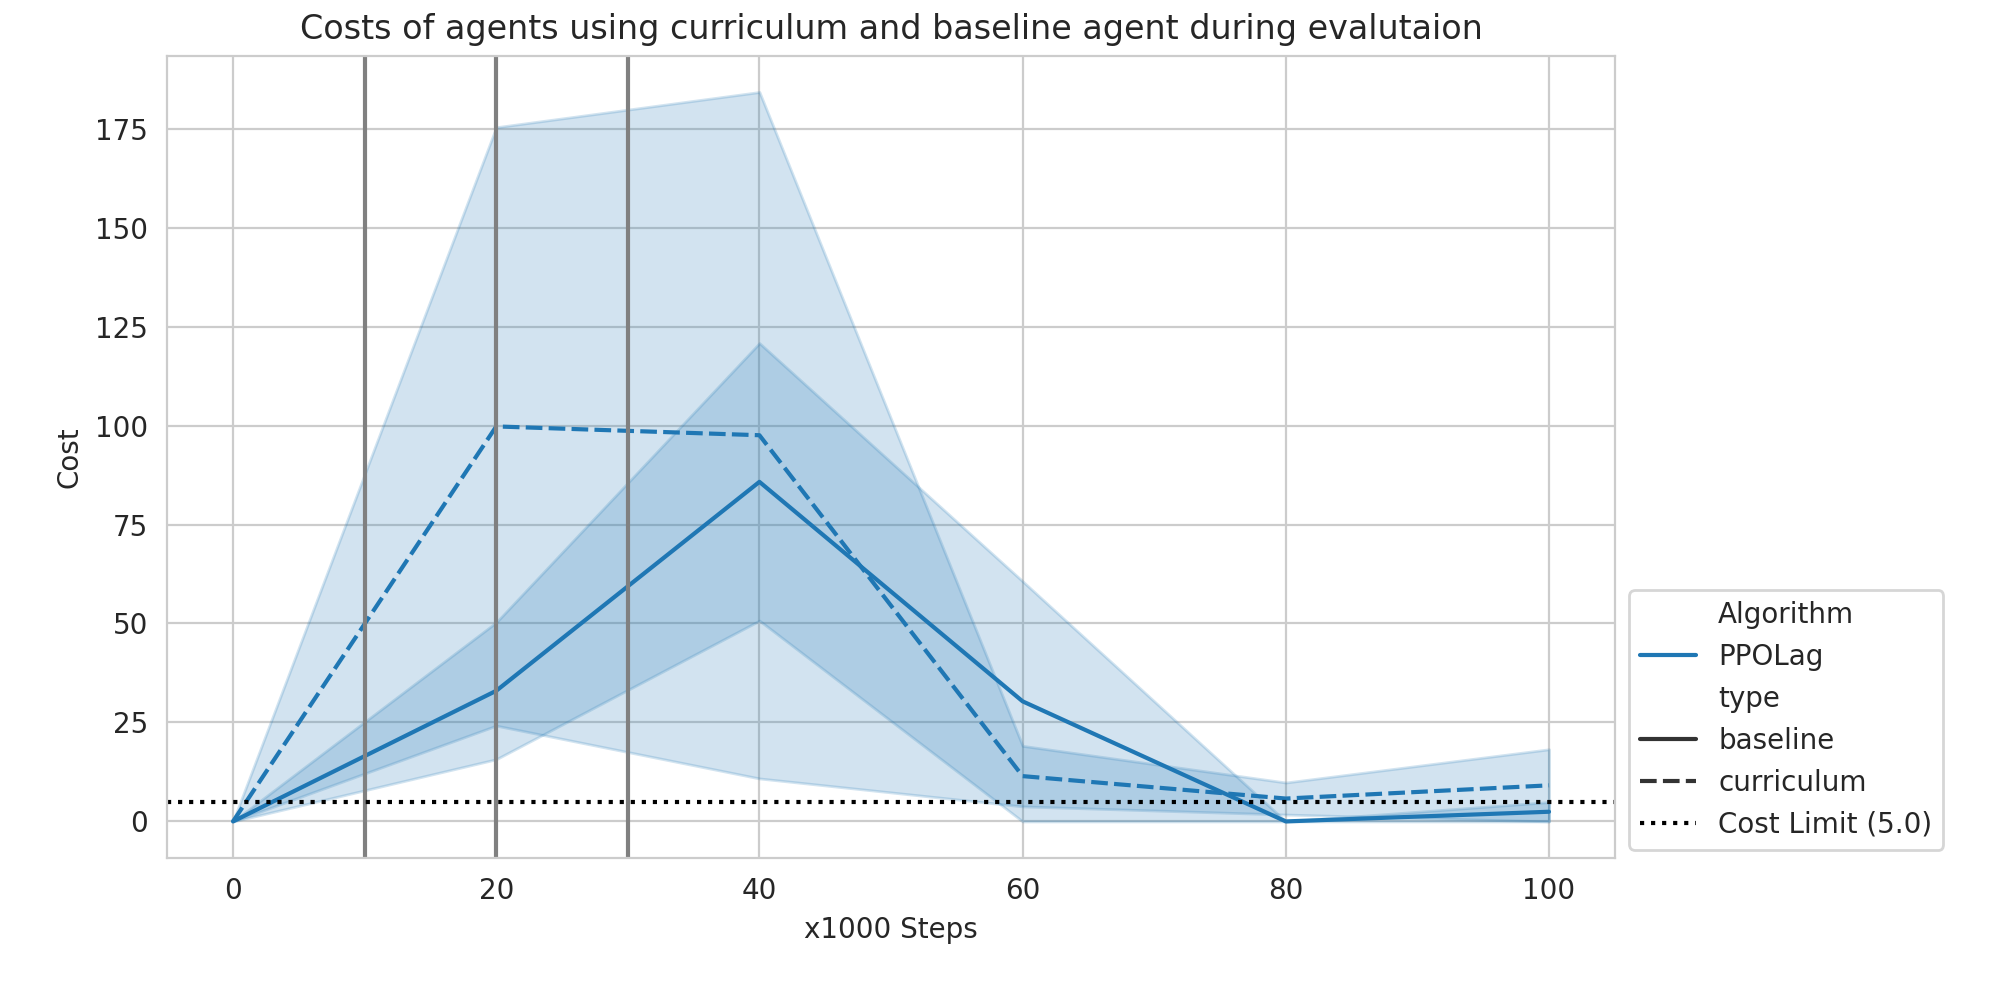 Costs of agents using curriculum and baseline agent during evalutaion
Cost
175
150
125
100
75
50
25
0
0 20 40 60 80 100
x1000 Steps
Algorithm
PPOLag
type
baseline
curriculum
Cost Limit (5.0)